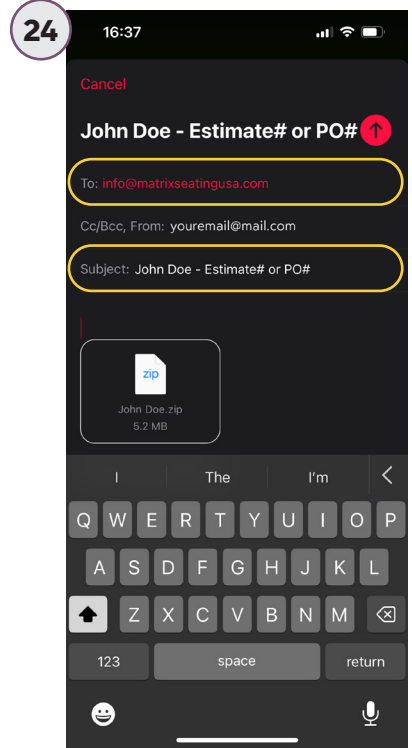 24
16:37
Cancel
John Doe - Estimate# or PO#
To: info@matrixseatingusa.com
Cc/Bcc, From: youremail@mail.com
Subject: John Doe - Estimate# or PO#
zip
John Doe.zip
5.2 MB
I The I'm
Q W E R T Y U I O P
A S D F G H J K L
Z X C V B N M
123 space return